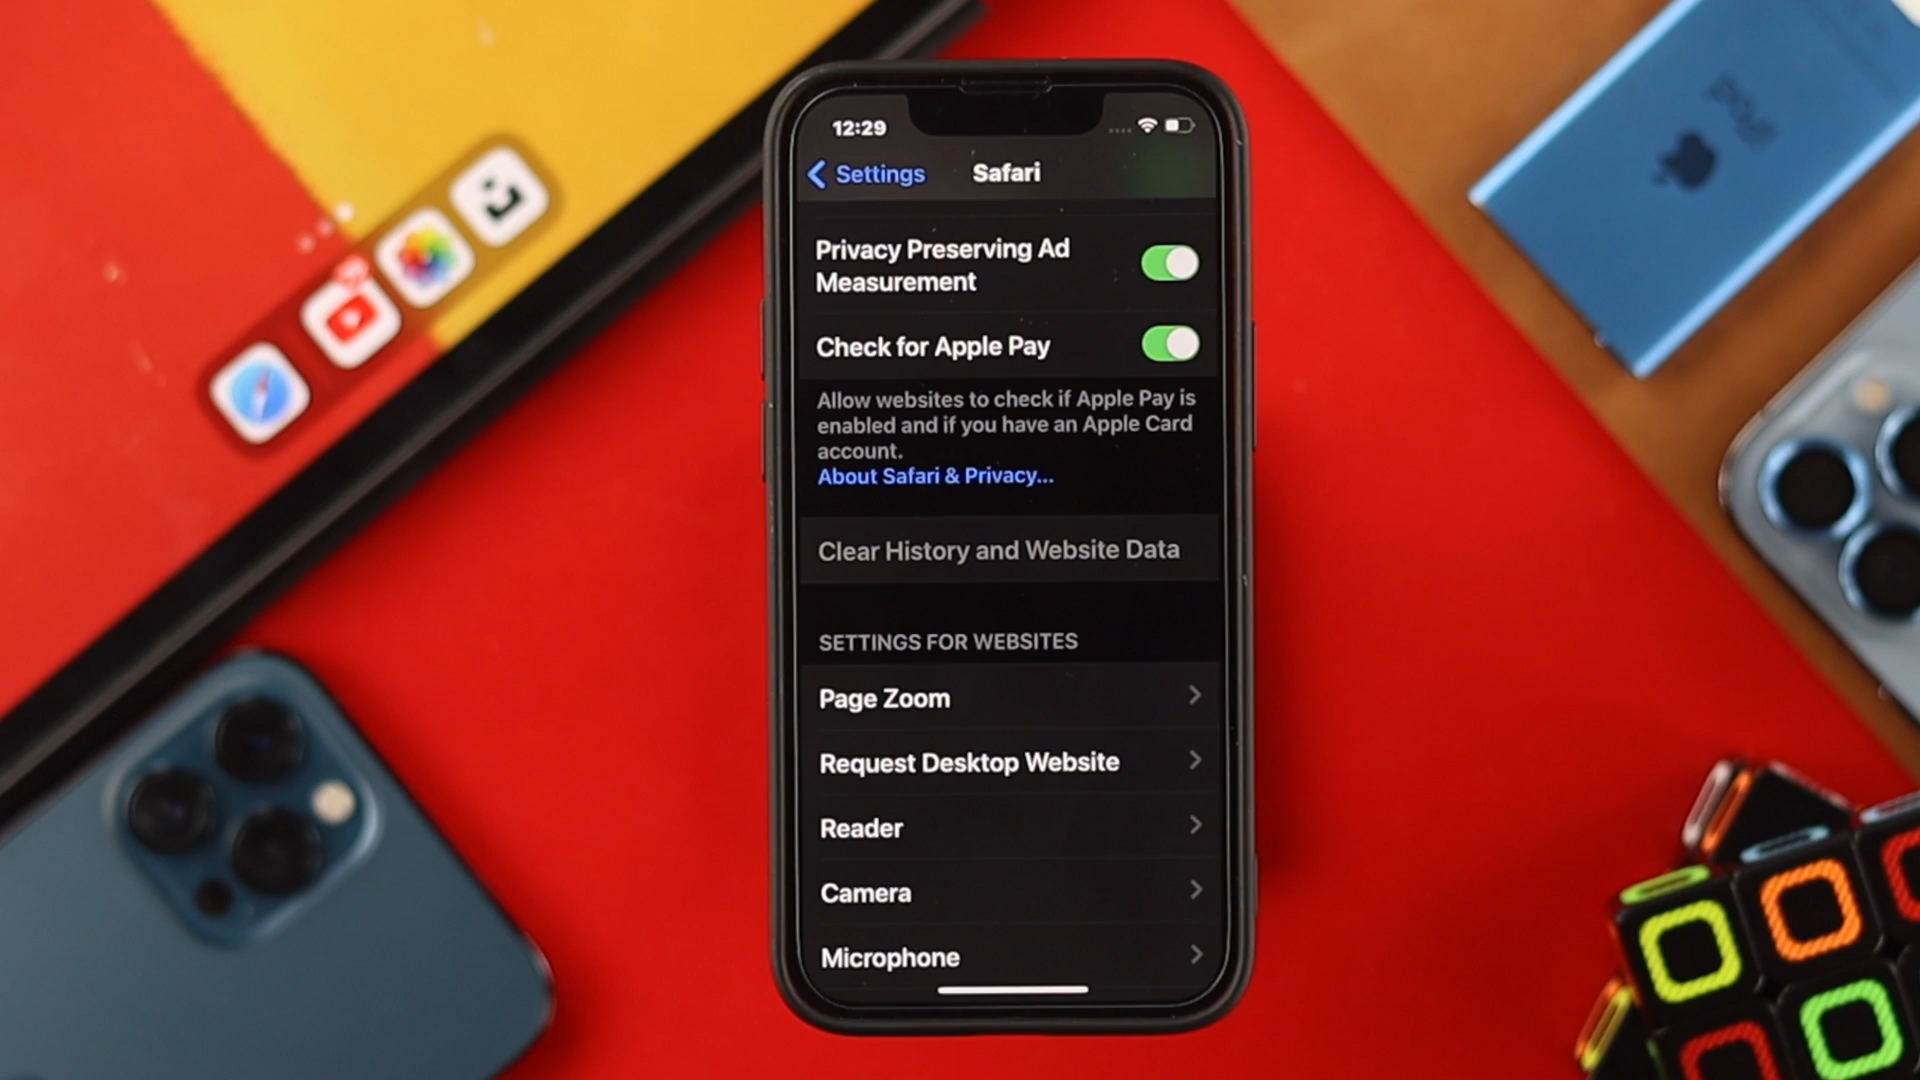 12:29
Settings
Safari
Privacy Preserving Ad
Measurement
Check for Apple Pay
Allow websites to check if Apple Pay is
enabled and if you have an Apple Card
account.
About Safari & Privacy...
Clear History and Website Data
SETTINGS FOR WEBSITES
Page Zoom
Request Desktop Website
Reader
Camera
Microphone
iPod